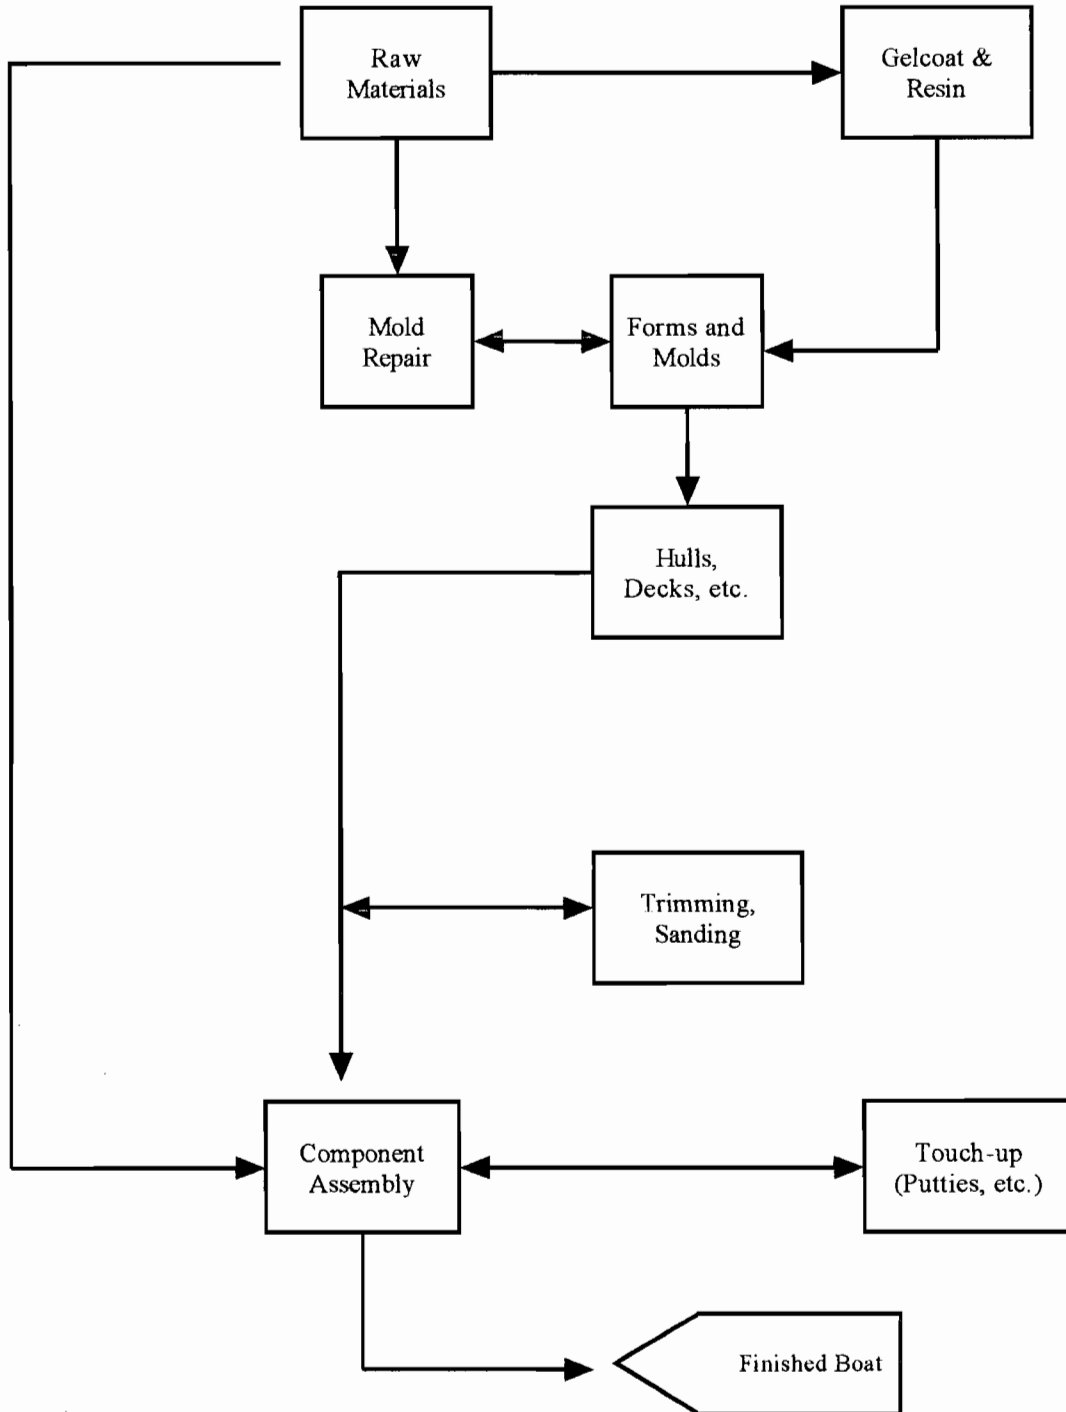 Raw
Materials
Gelcoat &
Resin
Mold
Repair
Forms and
Molds
Hulls,
Decks, etc.
Trimming,
Sanding
Component
Assembly
Touch-up
(Putties, etc.)
Finished Boat